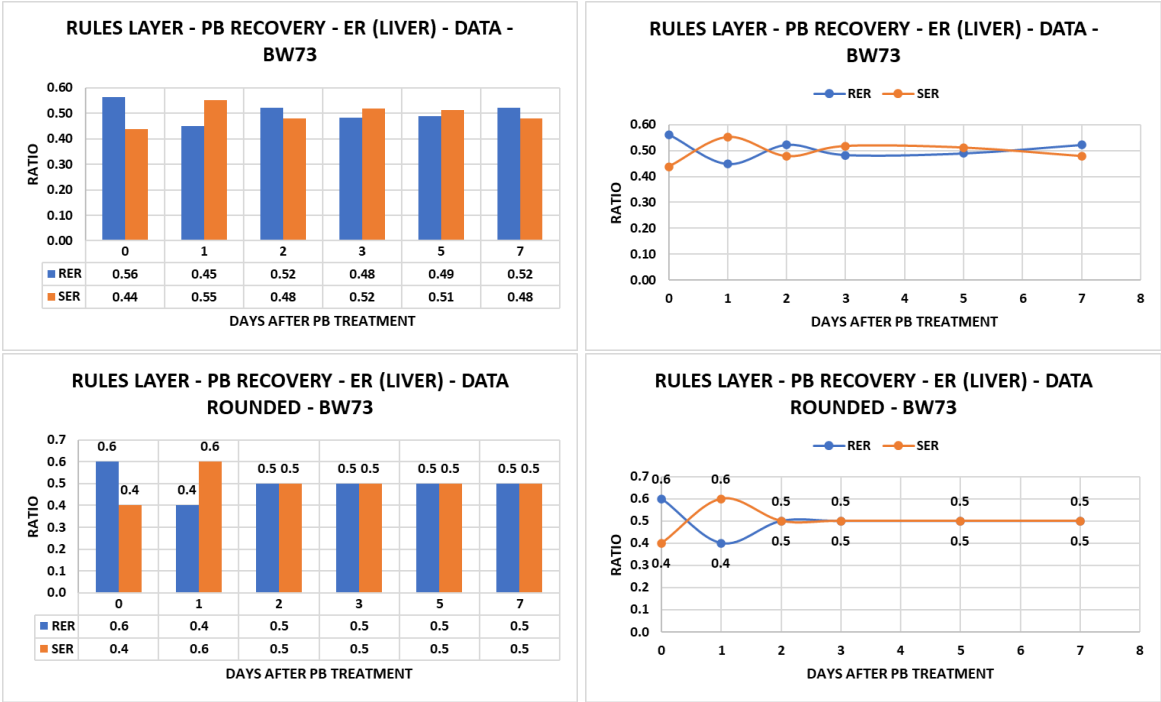 RULES LAYER - PB RECOVERY - ER (LIVER) - DATA -
BW73
0.60
0.50
0.40
0.30
0.20
0.10
0.00
RATIO
0 1 2 3 5 7
RER 0.56 0.45 0.52 0.48 0.49 0.52
SER 0.44 0.55 0.48 0.52 0.51 0.48
DAYS AFTER PB TREATMENT
RULES LAYER - PB RECOVERY - ER (LIVER) - DATA -
BW73
RER SER
0.60
0.50
0.40
0.30
0.20
0.10
0.00
RATIO
0 1 2 3 4 5 6 7 8
DAYS AFTER PB TREATMENT
RULES LAYER - PB RECOVERY - ER (LIVER) - DATA
ROUNDED - BW73
0.7
0.6
0.5
0.4
0.3
0.2
0.1
0.0
RATIO
0.6 0.4 0.4 0.6 0.5 0.5 0.5 0.5 0.5 0.5 0.5 0.5
0 1 2 3 5 7
RER 0.6 0.4 0.5 0.5 0.5 0.5
SER 0.4 0.6 0.5 0.5 0.5 0.5
DAYS AFTER PB TREATMENT
RULES LAYER - PB RECOVERY - ER (LIVER) - DATA
ROUNDED - BW73
RER SER
0.7
0.6
0.5
0.4
0.3
0.2
0.1
0.0
RATIO
0.6 0.6 0.5 0.5 0.5 0.5
0.4 0.4 0.5 0.5 0.5 0.5
0 1 2 3 4 5 6 7 8
DAYS AFTER PB TREATMENT